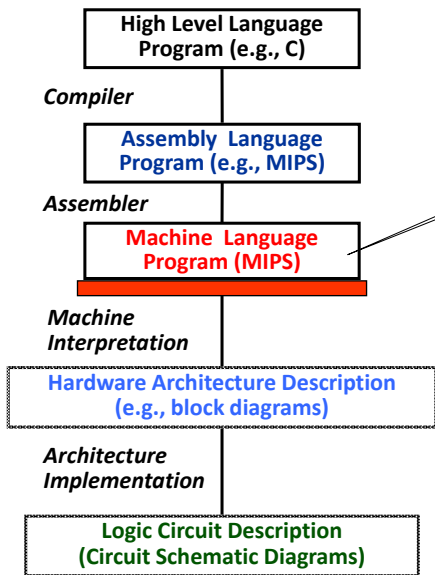 High Level Language
Program (e.g., C)
Compiler
Assembly Language
Program (e.g., MIPS)
Assembler
Machine Language
Program (MIPS)
Machine
Interpretation
Hardware Architecture Description
(e.g., block diagrams)
Architecture
Implementation
Logic Circuit Description
(Circuit Schematic Diagrams)